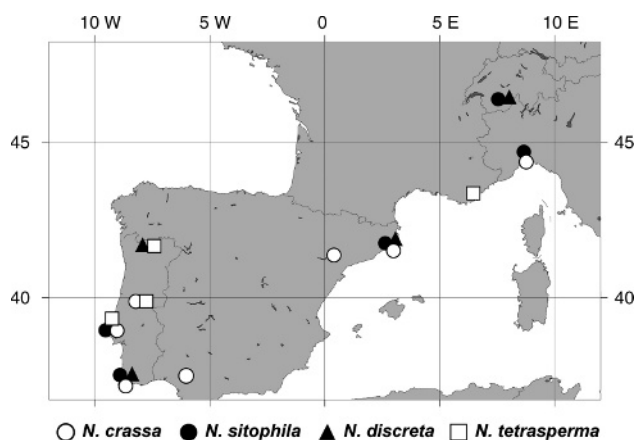 10 W 5 W 0 5 E 10 E
45 45
40 40
N. crassa N. sitophila N. discreta N. tetrasperma